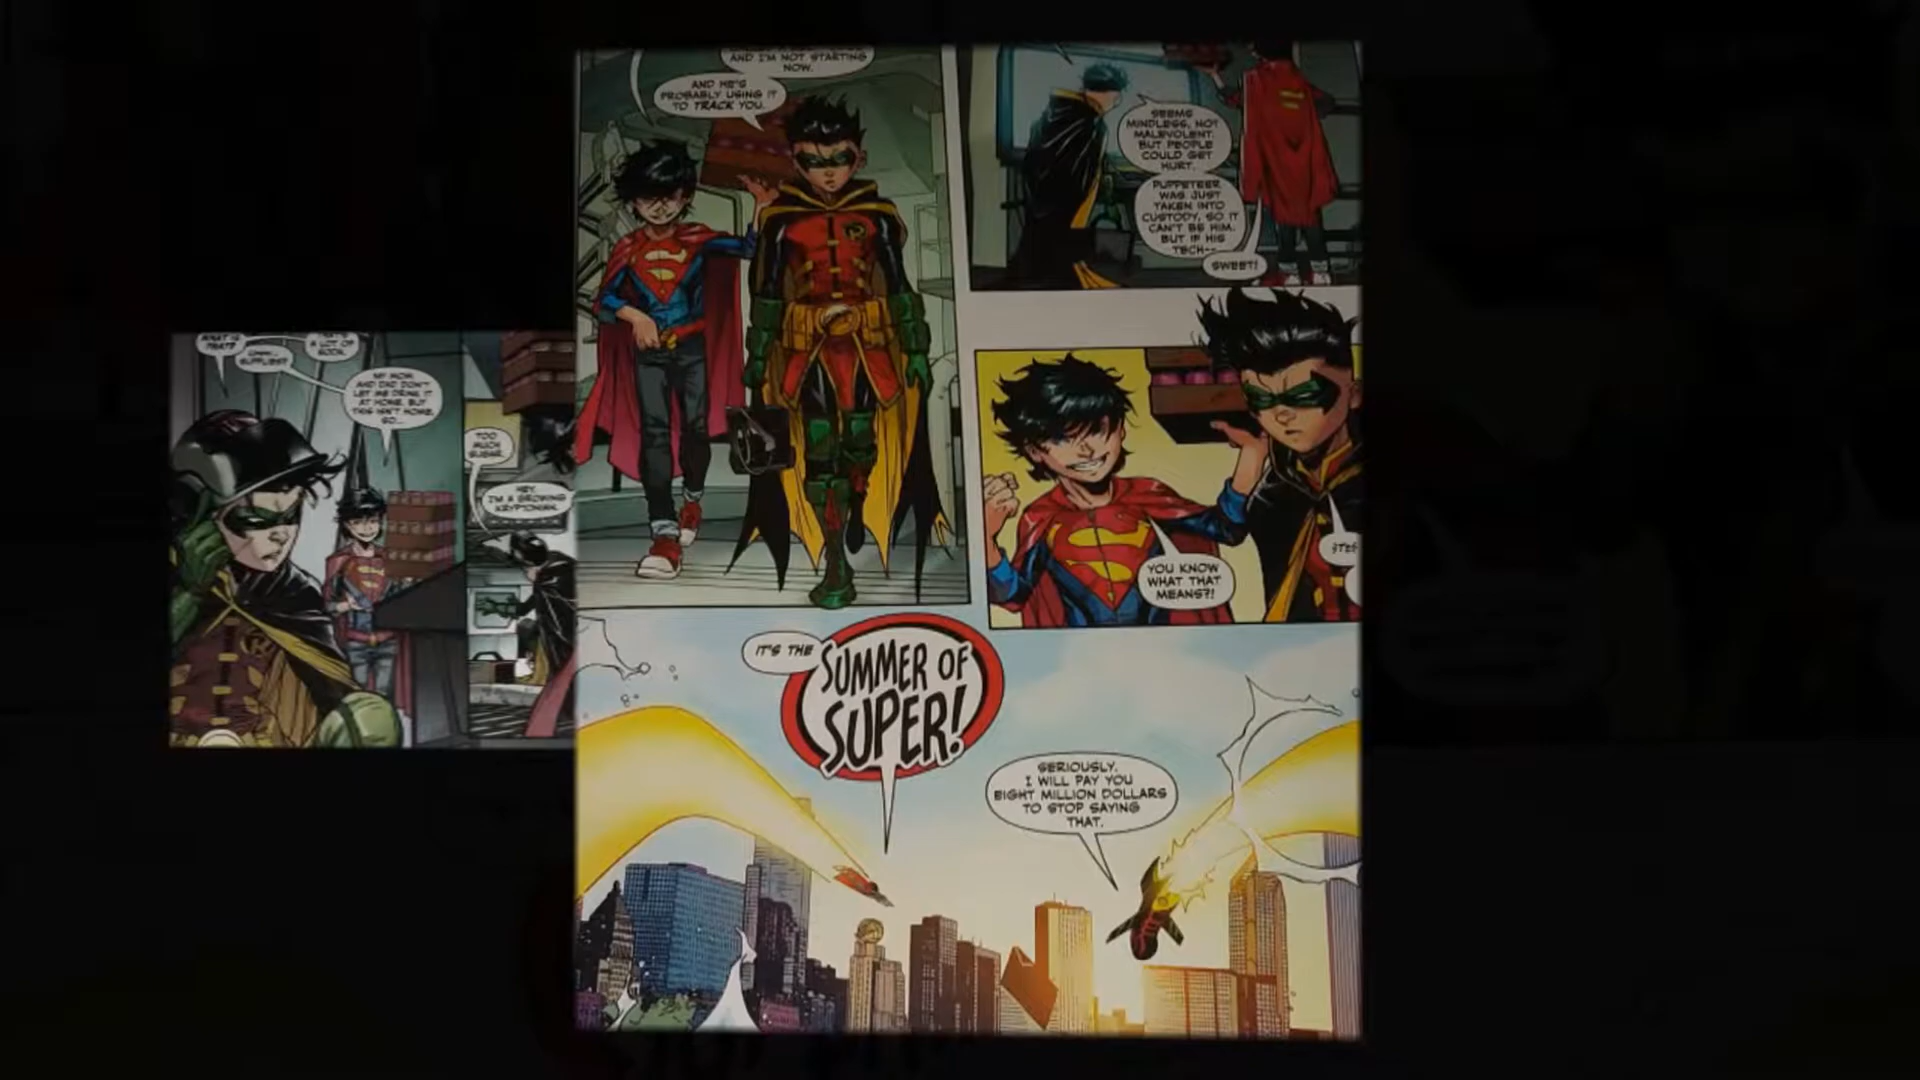 WHAT IS
THAT?
UMM...
SUPPLIES?
A LOT OF
SODA.
MY MOM
AND DAD DON'T
LET ME DRINK IT
AT HOME. BUT
THIS ISN'T HOME,
SO...
TOO
MUCH
SUGAR.
HEY,
I'M A GROWING
KRYPTONIAN.
AND I'M NOT STARTING
NOW.
AND HE'S
PROBABLY USING IT
TO TRACK YOU.
SEEMS
MINDLESS, NOT
MALEVOLENT.
BUT PEOPLE
COULD GET
HURT.
PUPPETEER
WAS JUST
TAKEN INTO
CUSTODY, SO IT
CAN'T BE HIM.
BUT IF HIS
TECH--
SWEET!
YOU KNOW
WHAT THAT
MEANS?!
IT'S THE
SUMMER OF
SUPER!
SERIOUSLY.
I WILL PAY YOU
EIGHT MILLION DOLLARS
TO STOP SAYING
THAT.